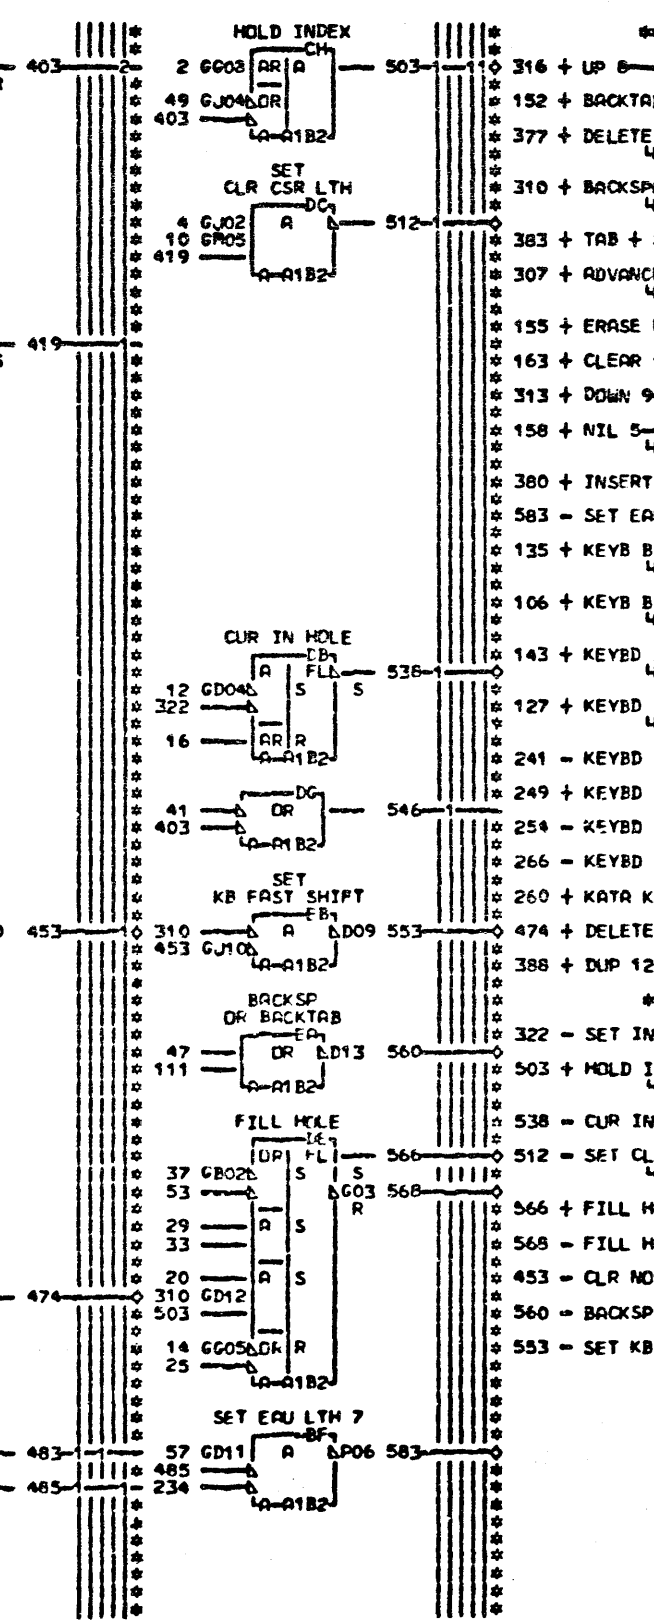 HOLD INDEX
CH
403 2 2 GG03 AR A 503 1 11 316 + UP 8
49 GJ04 OR 152 + BACKTA
403
A-A1B2 377 + DELETE
SET
CLR CSR LTH 310 + BACKSP
DC
4 GJ02 A 512 1
10 GM05 383 + TAB +
419
A-A1B2 307 + ADVANC
419 1 155 + ERASE
163 + CLEAR
313 + DOWN 9
158 + NIL 5
380 + INSERT
583 - SET EA
135 + KEYB B
106 + KEYB B
CUR IN HOLE
DB 143 + KEYBD
A FL 538 1
12 GD04 S S
322 127 + KEYBD
16 AR R
A-A1B2 241 - KEYBD
DG 249 + KEYBD
41 OR 546 1
403 254 - KEYBD
A-A1B2
266 - KEYBD
SET
KB FAST SHIFT 260 + KATA K
EB
453 1 310 A D09 553 474 + DELETE
453 GJ10
A-A1B2 388 + DUP 12
BACKSP
OR BACKTAB
EA 322 - SET IN
47 OR D13 560
111 503 + HOLD I
A-A1B2
FILL HOLE 538 - CUR IN
DE
OR FL 566 512 - SET CL
37 GB02 S S
53 G03 568
R 566 + FILL H
29 A S
33 568 - FILL H
20 A S 453 - CLR NO
474 310 GD12
503 560 - BACKSP
14 GG05 OR R 553 - SET KB
25
A-A1B2
SET EAU LTH 7
BF
483 1 1 57 GD11 A P06 583
485
485 1 1 234
A-A1B2